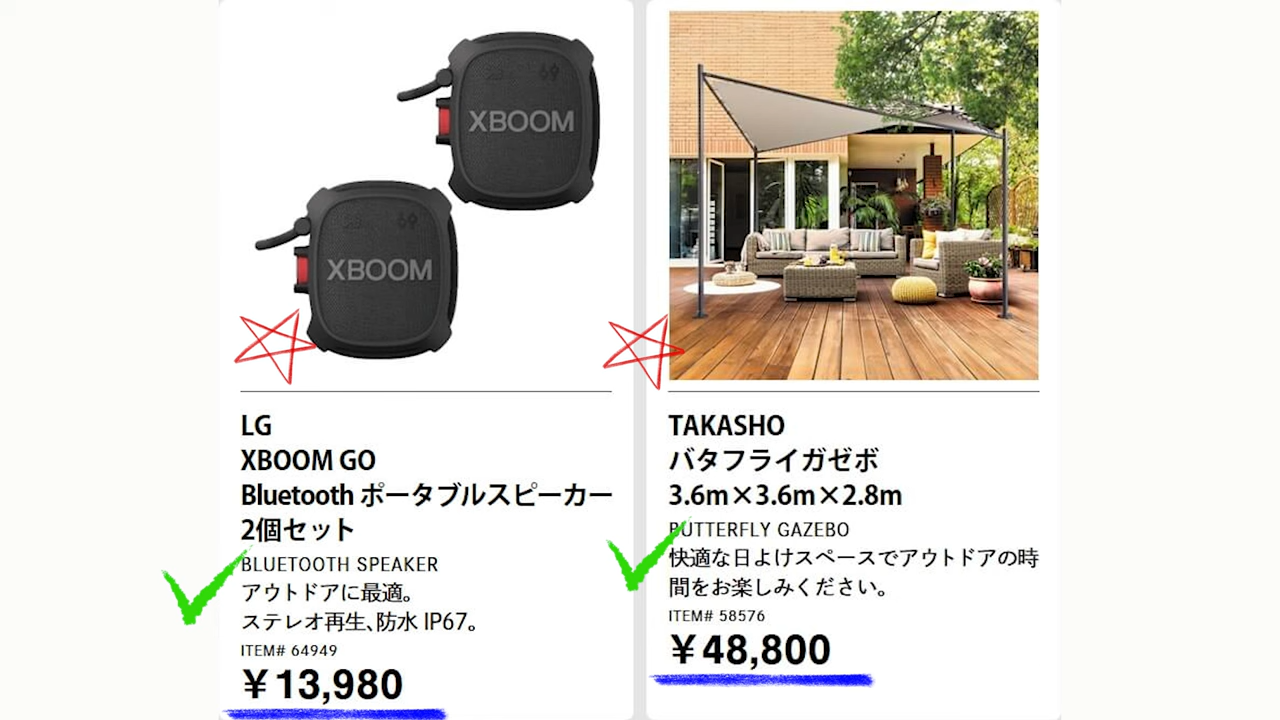 XBOOM
XBOOM
LG
XBOOM GO
Bluetooth ポータブルスピーカー
2個セット
BLUETOOTH SPEAKER
アウトドアに最適。
ステレオ再生、防水 IP67。
ITEM# 64949
¥13,980
TAKASHO
バタフライガゼボ
3.6m×3.6m×2.8m
BUTTERFLY GAZEBO
快適な日よけスペースでアウトドアの時
間をお楽しみください。
ITEM# 58576
¥48,800